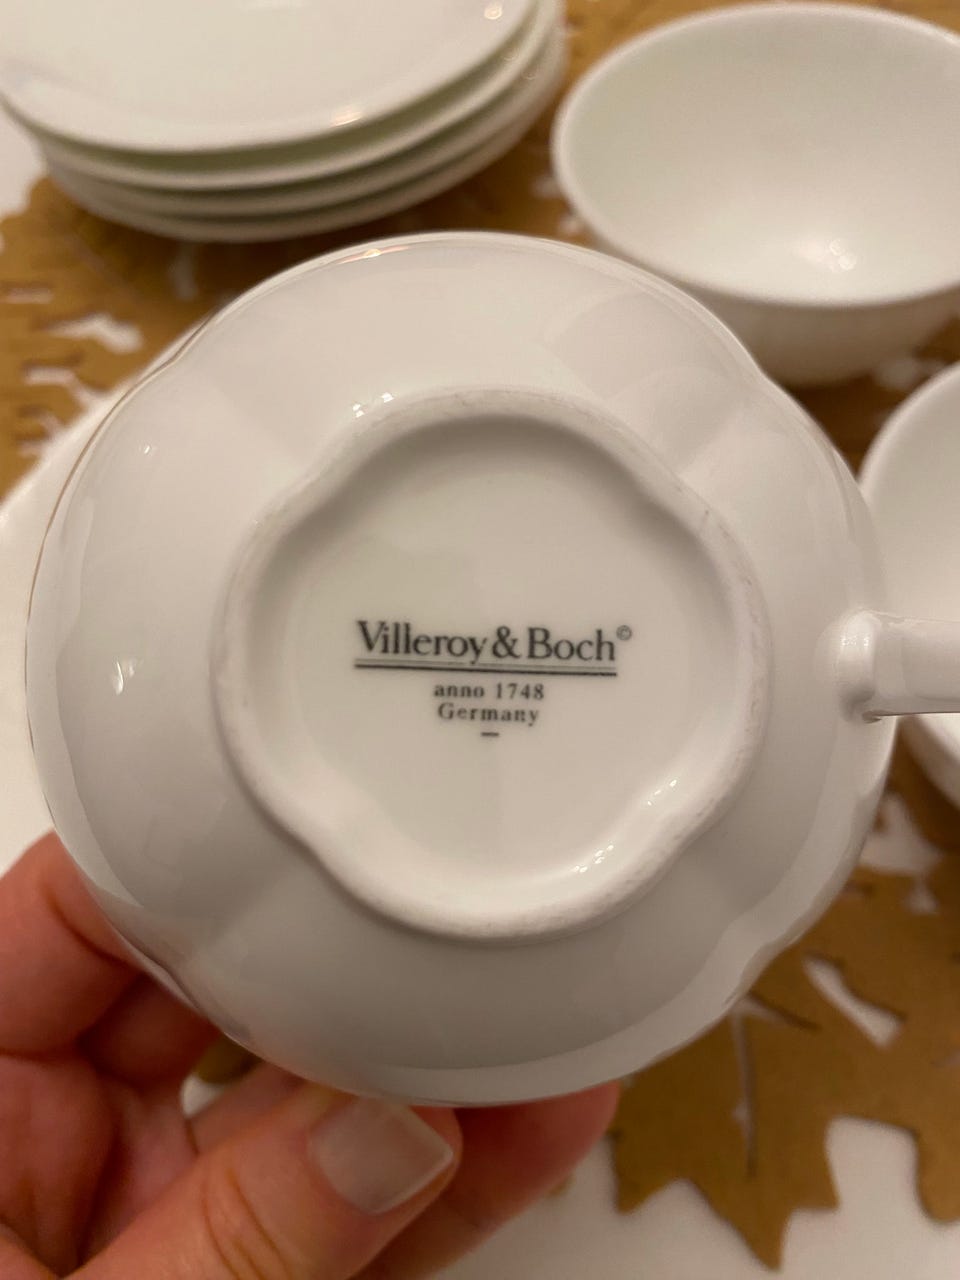 Villeroy & Boch©
anno 1748
Germany